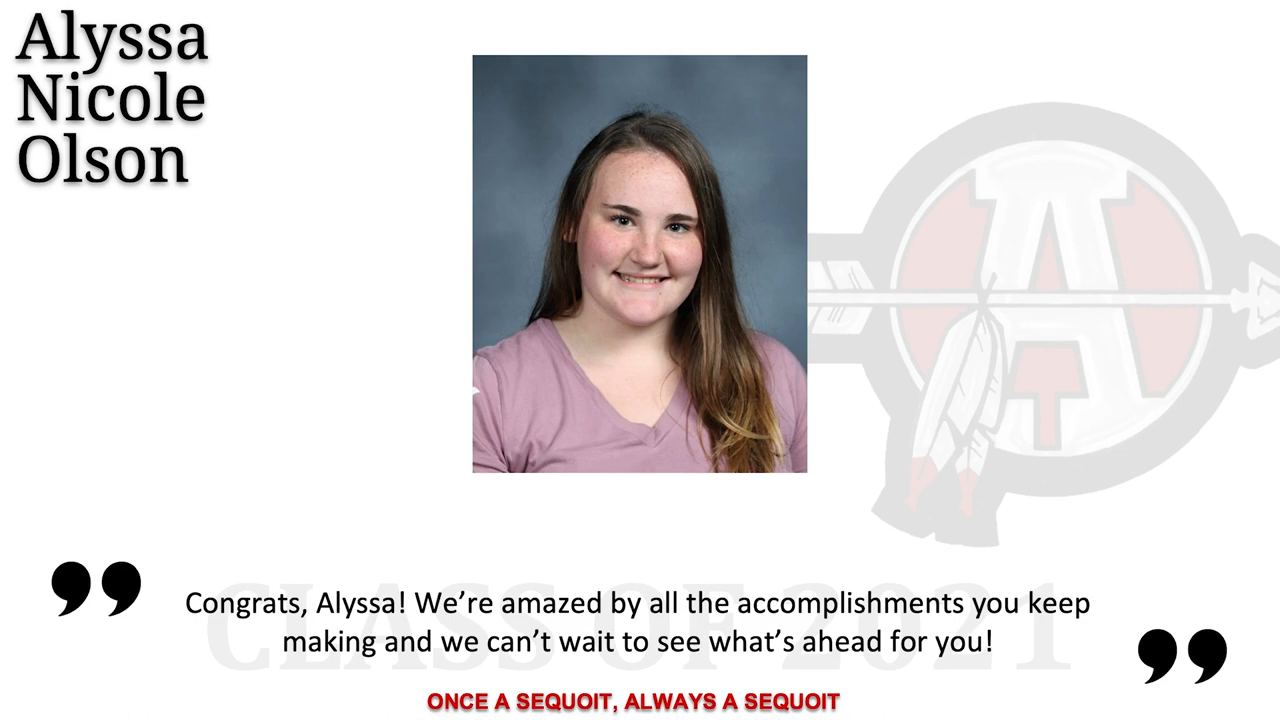 Alyssa
Nicole
Olson
A
Congrats, Alyssa! We’re amazed by all the accomplishments you keep
making and we can’t wait to see what’s ahead for you!
CLASS OF 2021
ONCE A SEQUOIT, ALWAYS A SEQUOIT